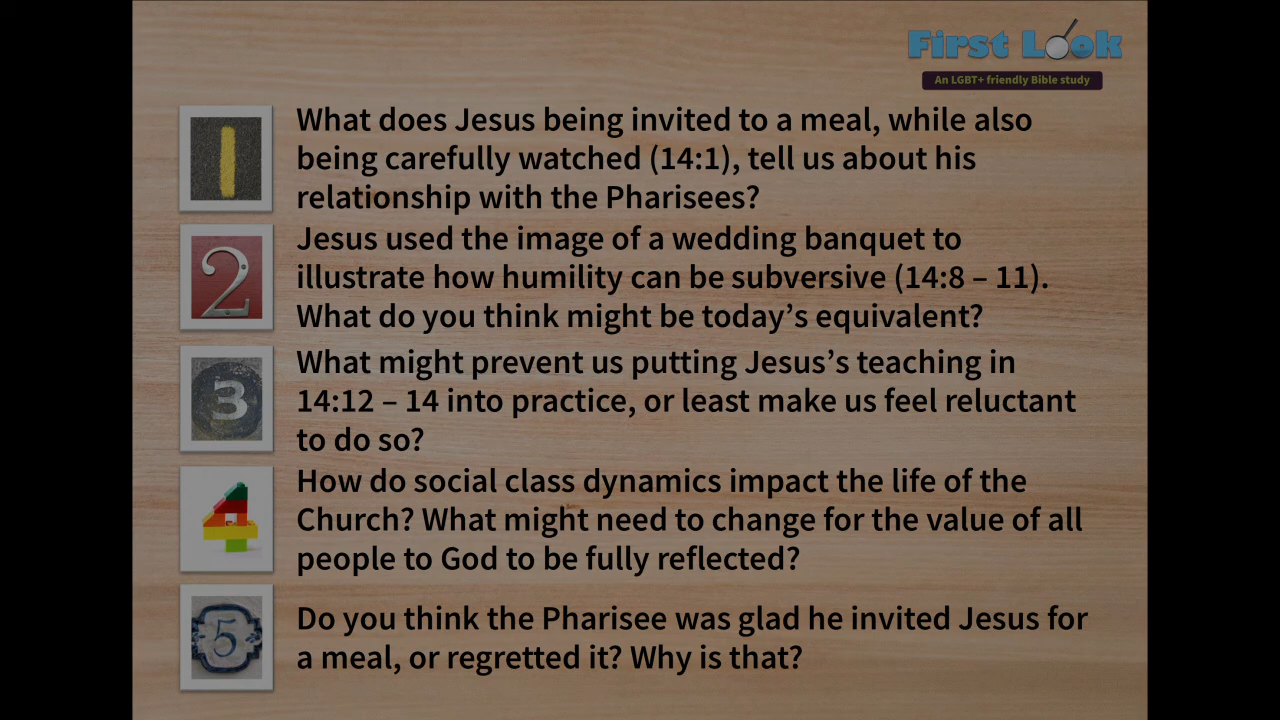 First Look
An LGBT+ friendly Bible study
1
What does Jesus being invited to a meal, while also
being carefully watched (14:1), tell us about his
relationship with the Pharisees?
2
Jesus used the image of a wedding banquet to
illustrate how humility can be subversive (14:8 – 11).
What do you think might be today’s equivalent?
3
What might prevent us putting Jesus’s teaching in
14:12 – 14 into practice, or least make us feel reluctant
to do so?
4
How do social class dynamics impact the life of the
Church? What might need to change for the value of all
people to God to be fully reflected?
5
Do you think the Pharisee was glad he invited Jesus for
a meal, or regretted it? Why is that?